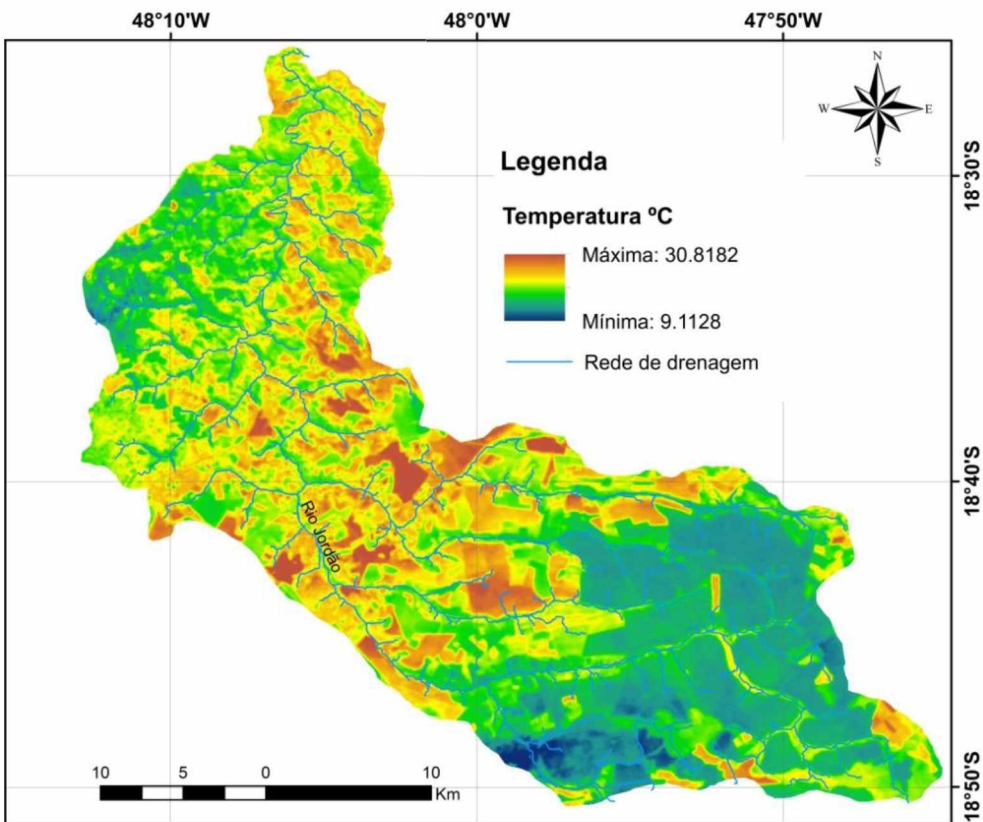 48°10'W 48°0'W 47°50'W
N
W E
S
Legenda
18°30'S
Temperatura ºC
Máxima: 30.8182
Mínima: 9.1128
Rede de drenagem
18°40'S
Rio Jordão
10 5 0 10
Km
18°50'S